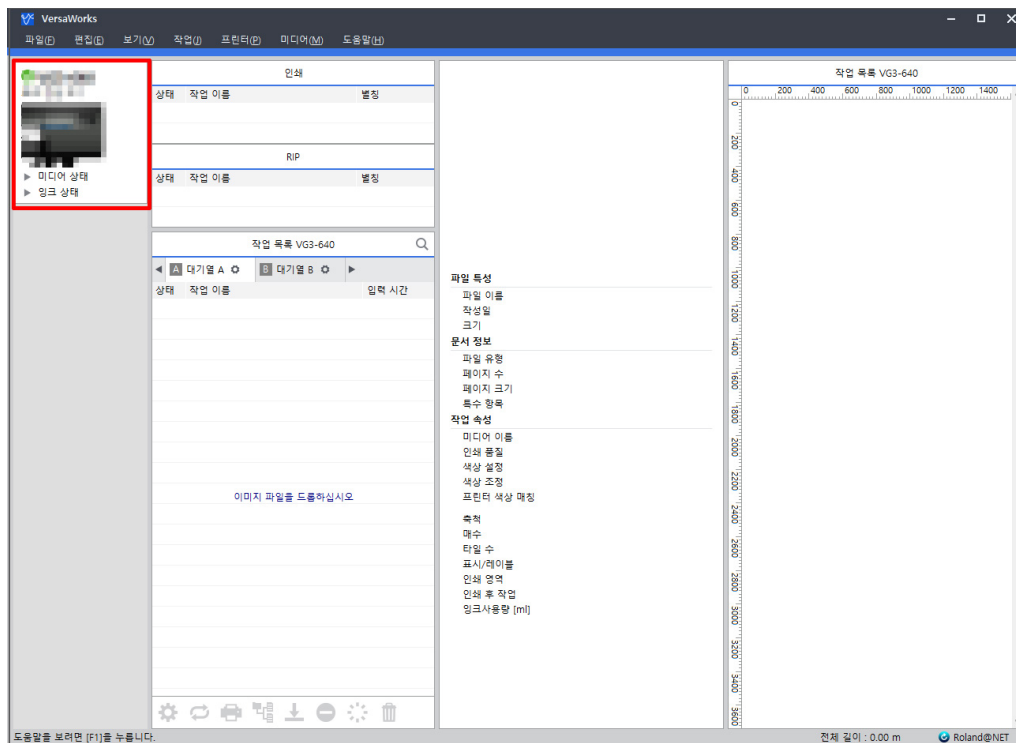 VersaWorks
파일(F) 편집(E) 보기(V) 작업(J) 프린터(P) 미디어(M) 도움말(H)
▶ 미디어 상태
▶ 잉크 상태
인쇄
상태 작업 이름 별칭
RIP
상태 작업 이름 별칭
작업 목록 VG3-640
A 대기열 A B 대기열 B
상태 작업 이름 입력 시간
이미지 파일을 드롭하십시오
파일 특성
파일 이름
작성일
크기
문서 정보
파일 유형
페이지 수
페이지 크기
특수 항목
작업 속성
미디어 이름
인쇄 품질
색상 설정
색상 조정
프린터 색상 매칭
축척
매수
타일 수
표시/레이블
인쇄 영역
인쇄 후 작업
잉크사용량 [ml]
작업 목록 VG3-640
0 200 400 600 800 1000 1200 1400
0
200
400
600
800
1000
1200
1400
1600
1800
2000
2200
2400
2600
2800
3000
3200
3400
3600
도움말을 보려면 [F1]을 누릅니다.
전체 길이 : 0.00 m Roland@NET